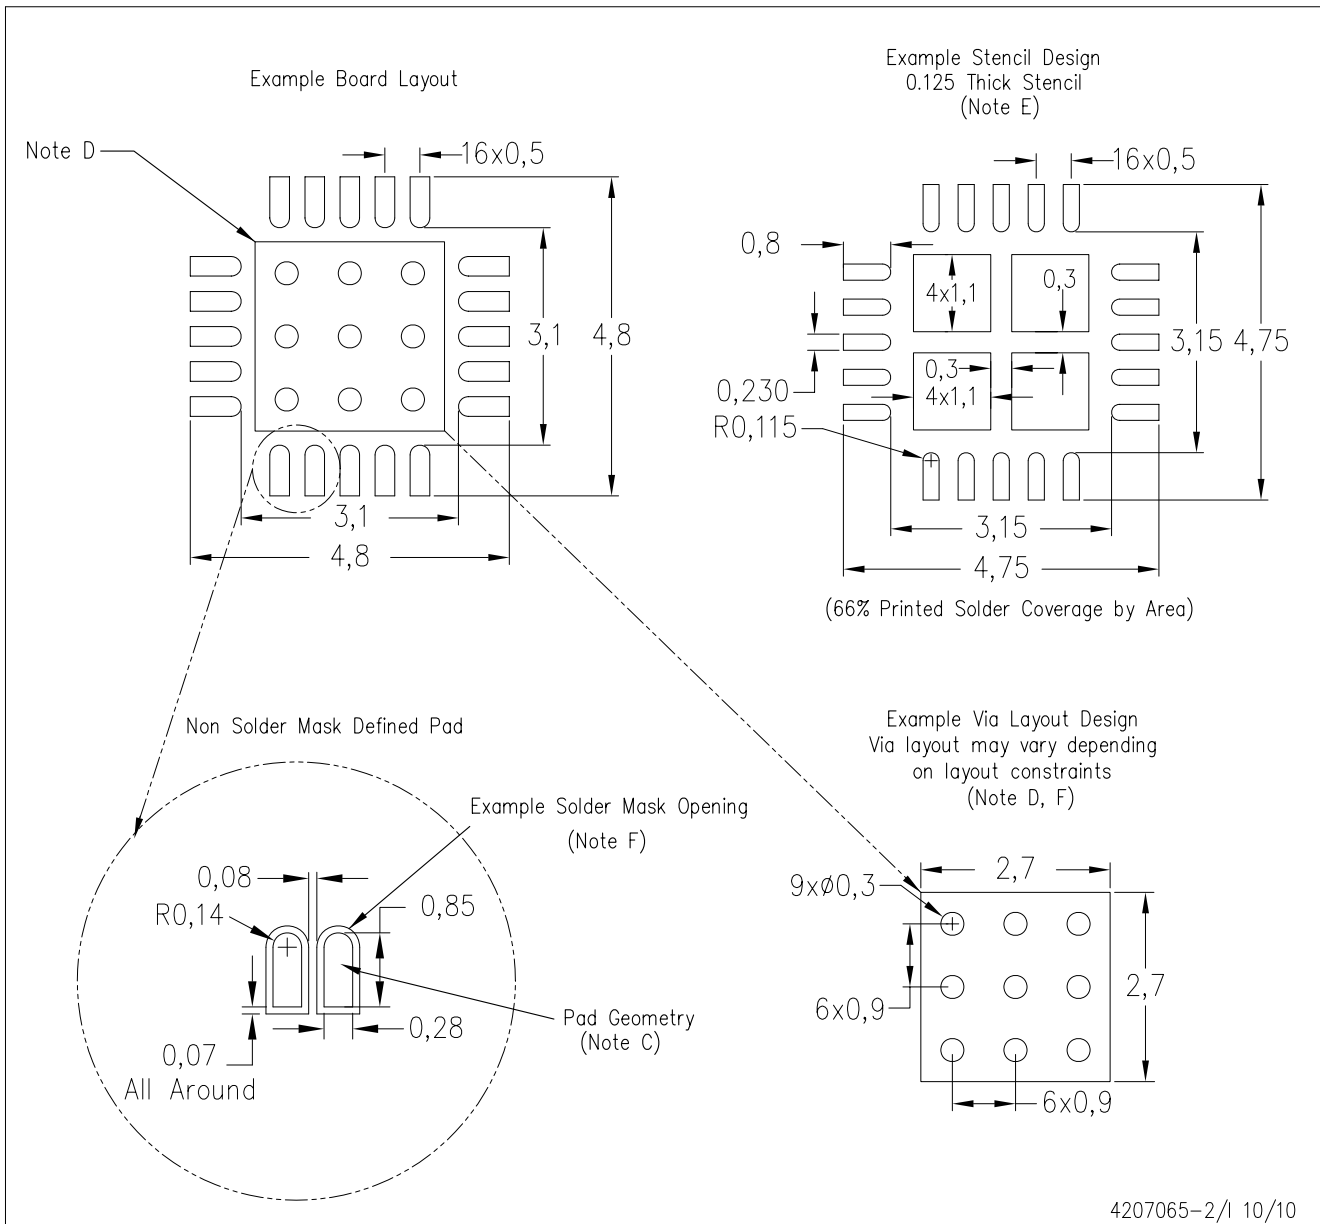 Example Board Layout
Note D
16x0,5
3,1
4,8
3,1
4,8
Example Stencil Design
0.125 Thick Stencil
(Note E)
16x0,5
0,8
4x1,1
0,3
3,15
4,75
0,3
4x1,1
0,230
R0,115
3,15
4,75
(66% Printed Solder Coverage by Area)
Non Solder Mask Defined Pad
Example Solder Mask Opening
(Note F)
0,08
R0,14
0,85
0,28
Pad Geometry
(Note C)
0,07
All Around
Example Via Layout Design
Via layout may vary depending
on layout constraints
(Note D, F)
2,7
9xø0,3
6x0,9
2,7
6x0,9
4207065-2/I 10/10